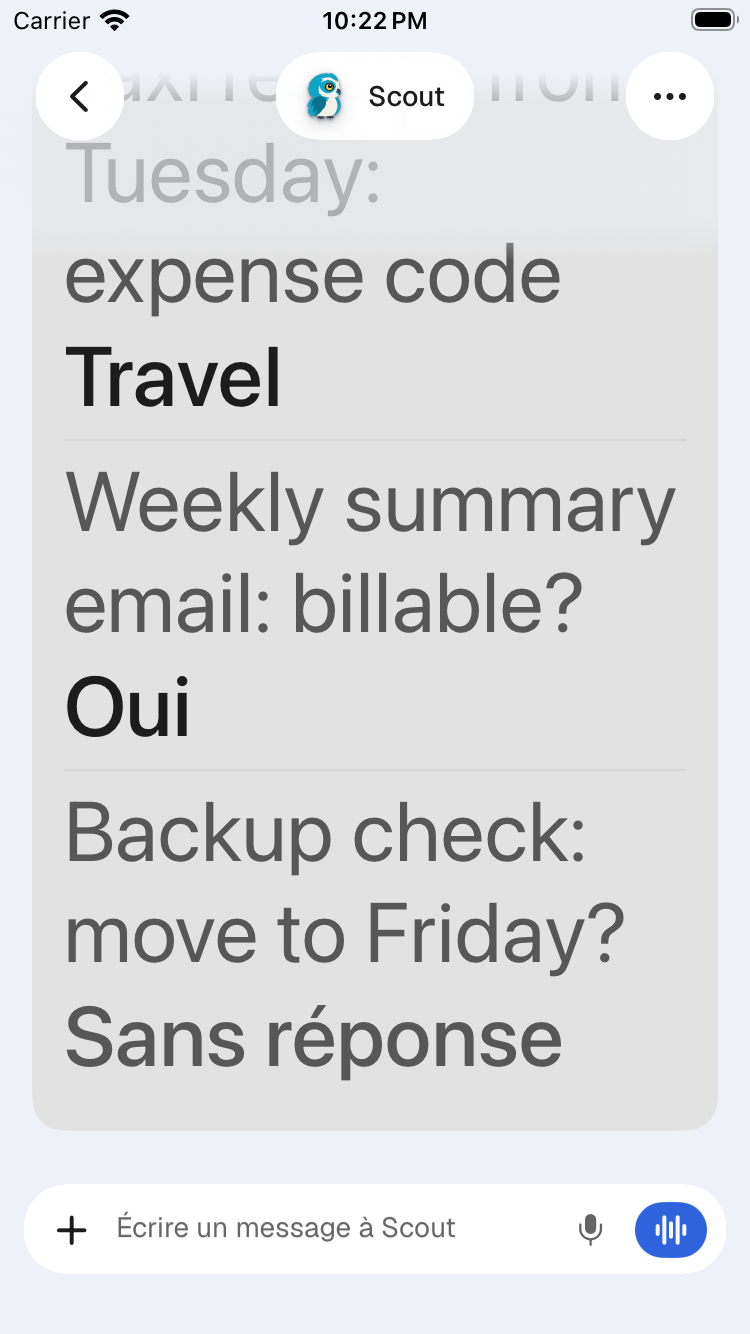 Carrier
10:22 PM
Scout
Tuesday:
expense code
Travel
Weekly summary
email: billable?
Oui
Backup check:
move to Friday?
Sans réponse
Écrire un message à Scout